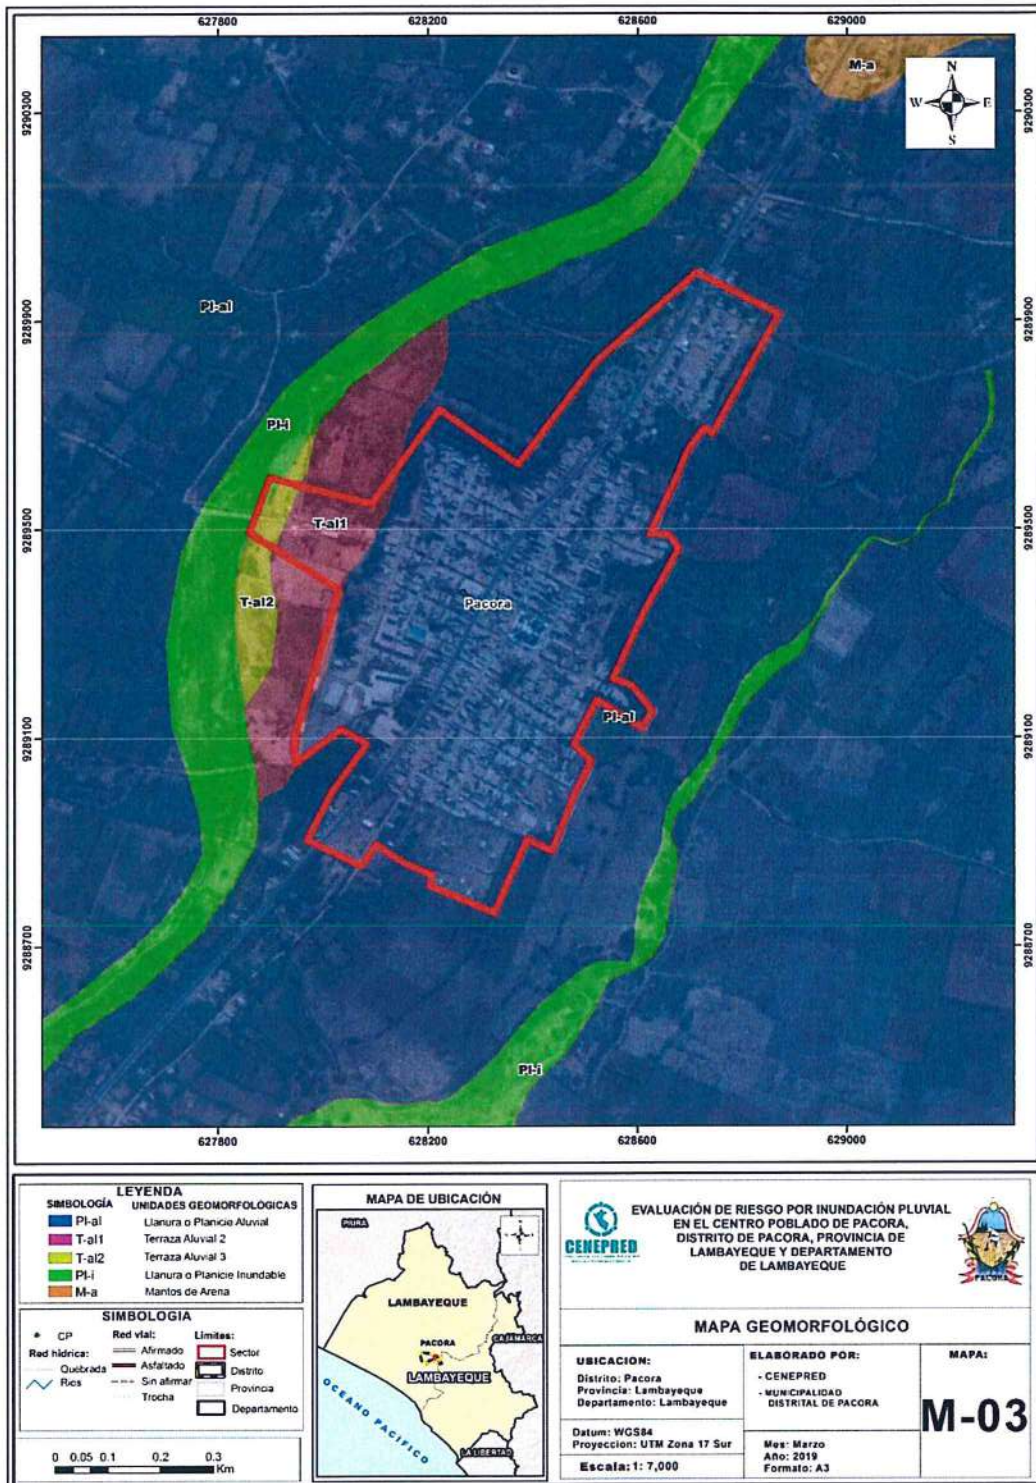 627800 628200 628600 629000
M-a
N
W E
S
9290300 9290300
Pl-al
9289900 9289900
Pl-i
T-al1
9289500 9289500
T-al2
Pacora
Pl-al
9289100 9289100
9288700 9288700
Pl-i
627800 628200 628600 629000
LEYENDA
SIMBOLOGÍA UNIDADES GEOMORFOLÓGICAS
Pl-al Llanura o Planicie Aluvial
T-al1 Terraza Aluvial 2
T-al2 Terraza Aluvial 3
Pl-i Llanura o Planicie Inundable
M-a Mantos de Arena
SIMBOLOGIA
CP
Red hídrica:
Quebrada
Rios
Red vial:
Afirmado
Asfaltado
Sin afirmar
Trocha
Limites:
Sector
Distrito
Provincia
Departamento
0 0.05 0.1 0.2 0.3
Km
MAPA DE UBICACIÓN
PIURA
LAMBAYEQUE
CAJAMARCA
PACORA
LAMBAYEQUE
OCEANO PACIFICO
LA LIBERTAD
CENEPRED
EVALUACIÓN DE RIESGO POR INUNDACIÓN PLUVIAL
EN EL CENTRO POBLADO DE PACORA,
DISTRITO DE PACORA, PROVINCIA DE
LAMBAYEQUE Y DEPARTAMENTO
DE LAMBAYEQUE
PACORA
MAPA GEOMORFOLÓGICO
UBICACION:
Distrito: Pacora
Provincia: Lambayeque
Departamento: Lambayeque
Datum: WGS84
Proyeccion: UTM Zona 17 Sur
Escala: 1: 7,000
ELABORADO POR:
- CENEPRED
- MUNICIPALIDAD
DISTRITAL DE PACORA
Mes: Marzo
Año: 2019
Formato: A3
MAPA:
M-03